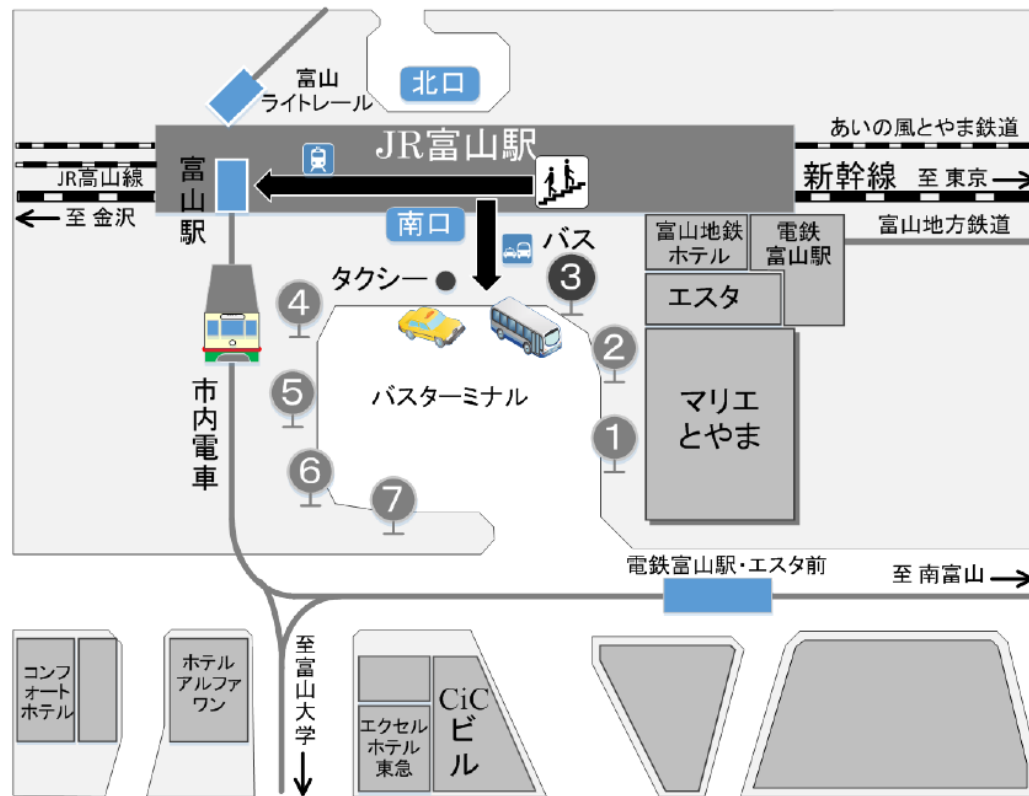 富山
ライトレール
北口
JR富山駅
あいの風とやま鉄道
JR高山線
新幹線
至 東京
至 金沢
富山駅
南口
バス
富山地鉄
ホテル
電鉄
富山駅
富山地方鉄道
タクシー
3
エスタ
4
2
バスターミナル
5
マリエ
とやま
市内電車
1
6
7
電鉄富山駅・エスタ前
至 南富山
コンフ
ォート
ホテル
ホテル
アルファ
ワン
至富山大学
エクセル
ホテル
東急
CiC
ビル